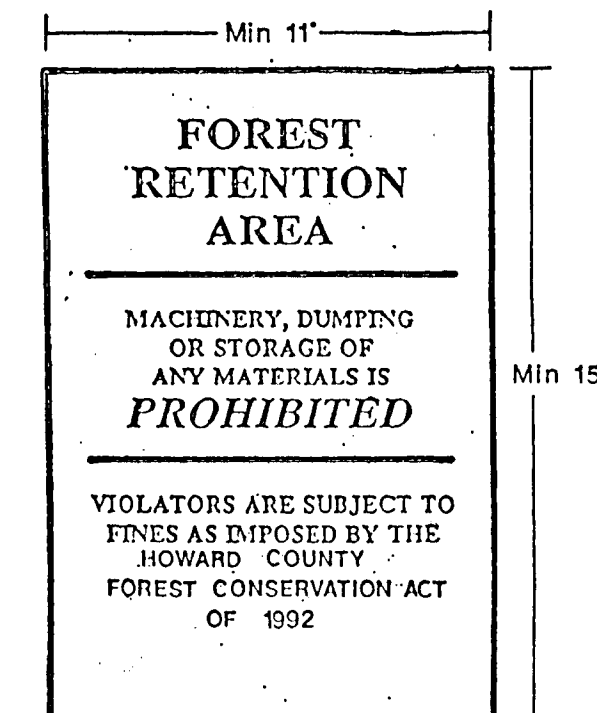 Min 11"
FOREST
RETENTION
AREA
MACHINERY, DUMPING
OR STORAGE OF
ANY MATERIALS IS
Min 15
PROHIBITED
VIOLATORS ARE SUBJECT TO
FINES AS IMPOSED BY THE
HOWARD COUNTY
FOREST CONSERVATION ACT
OF 1992